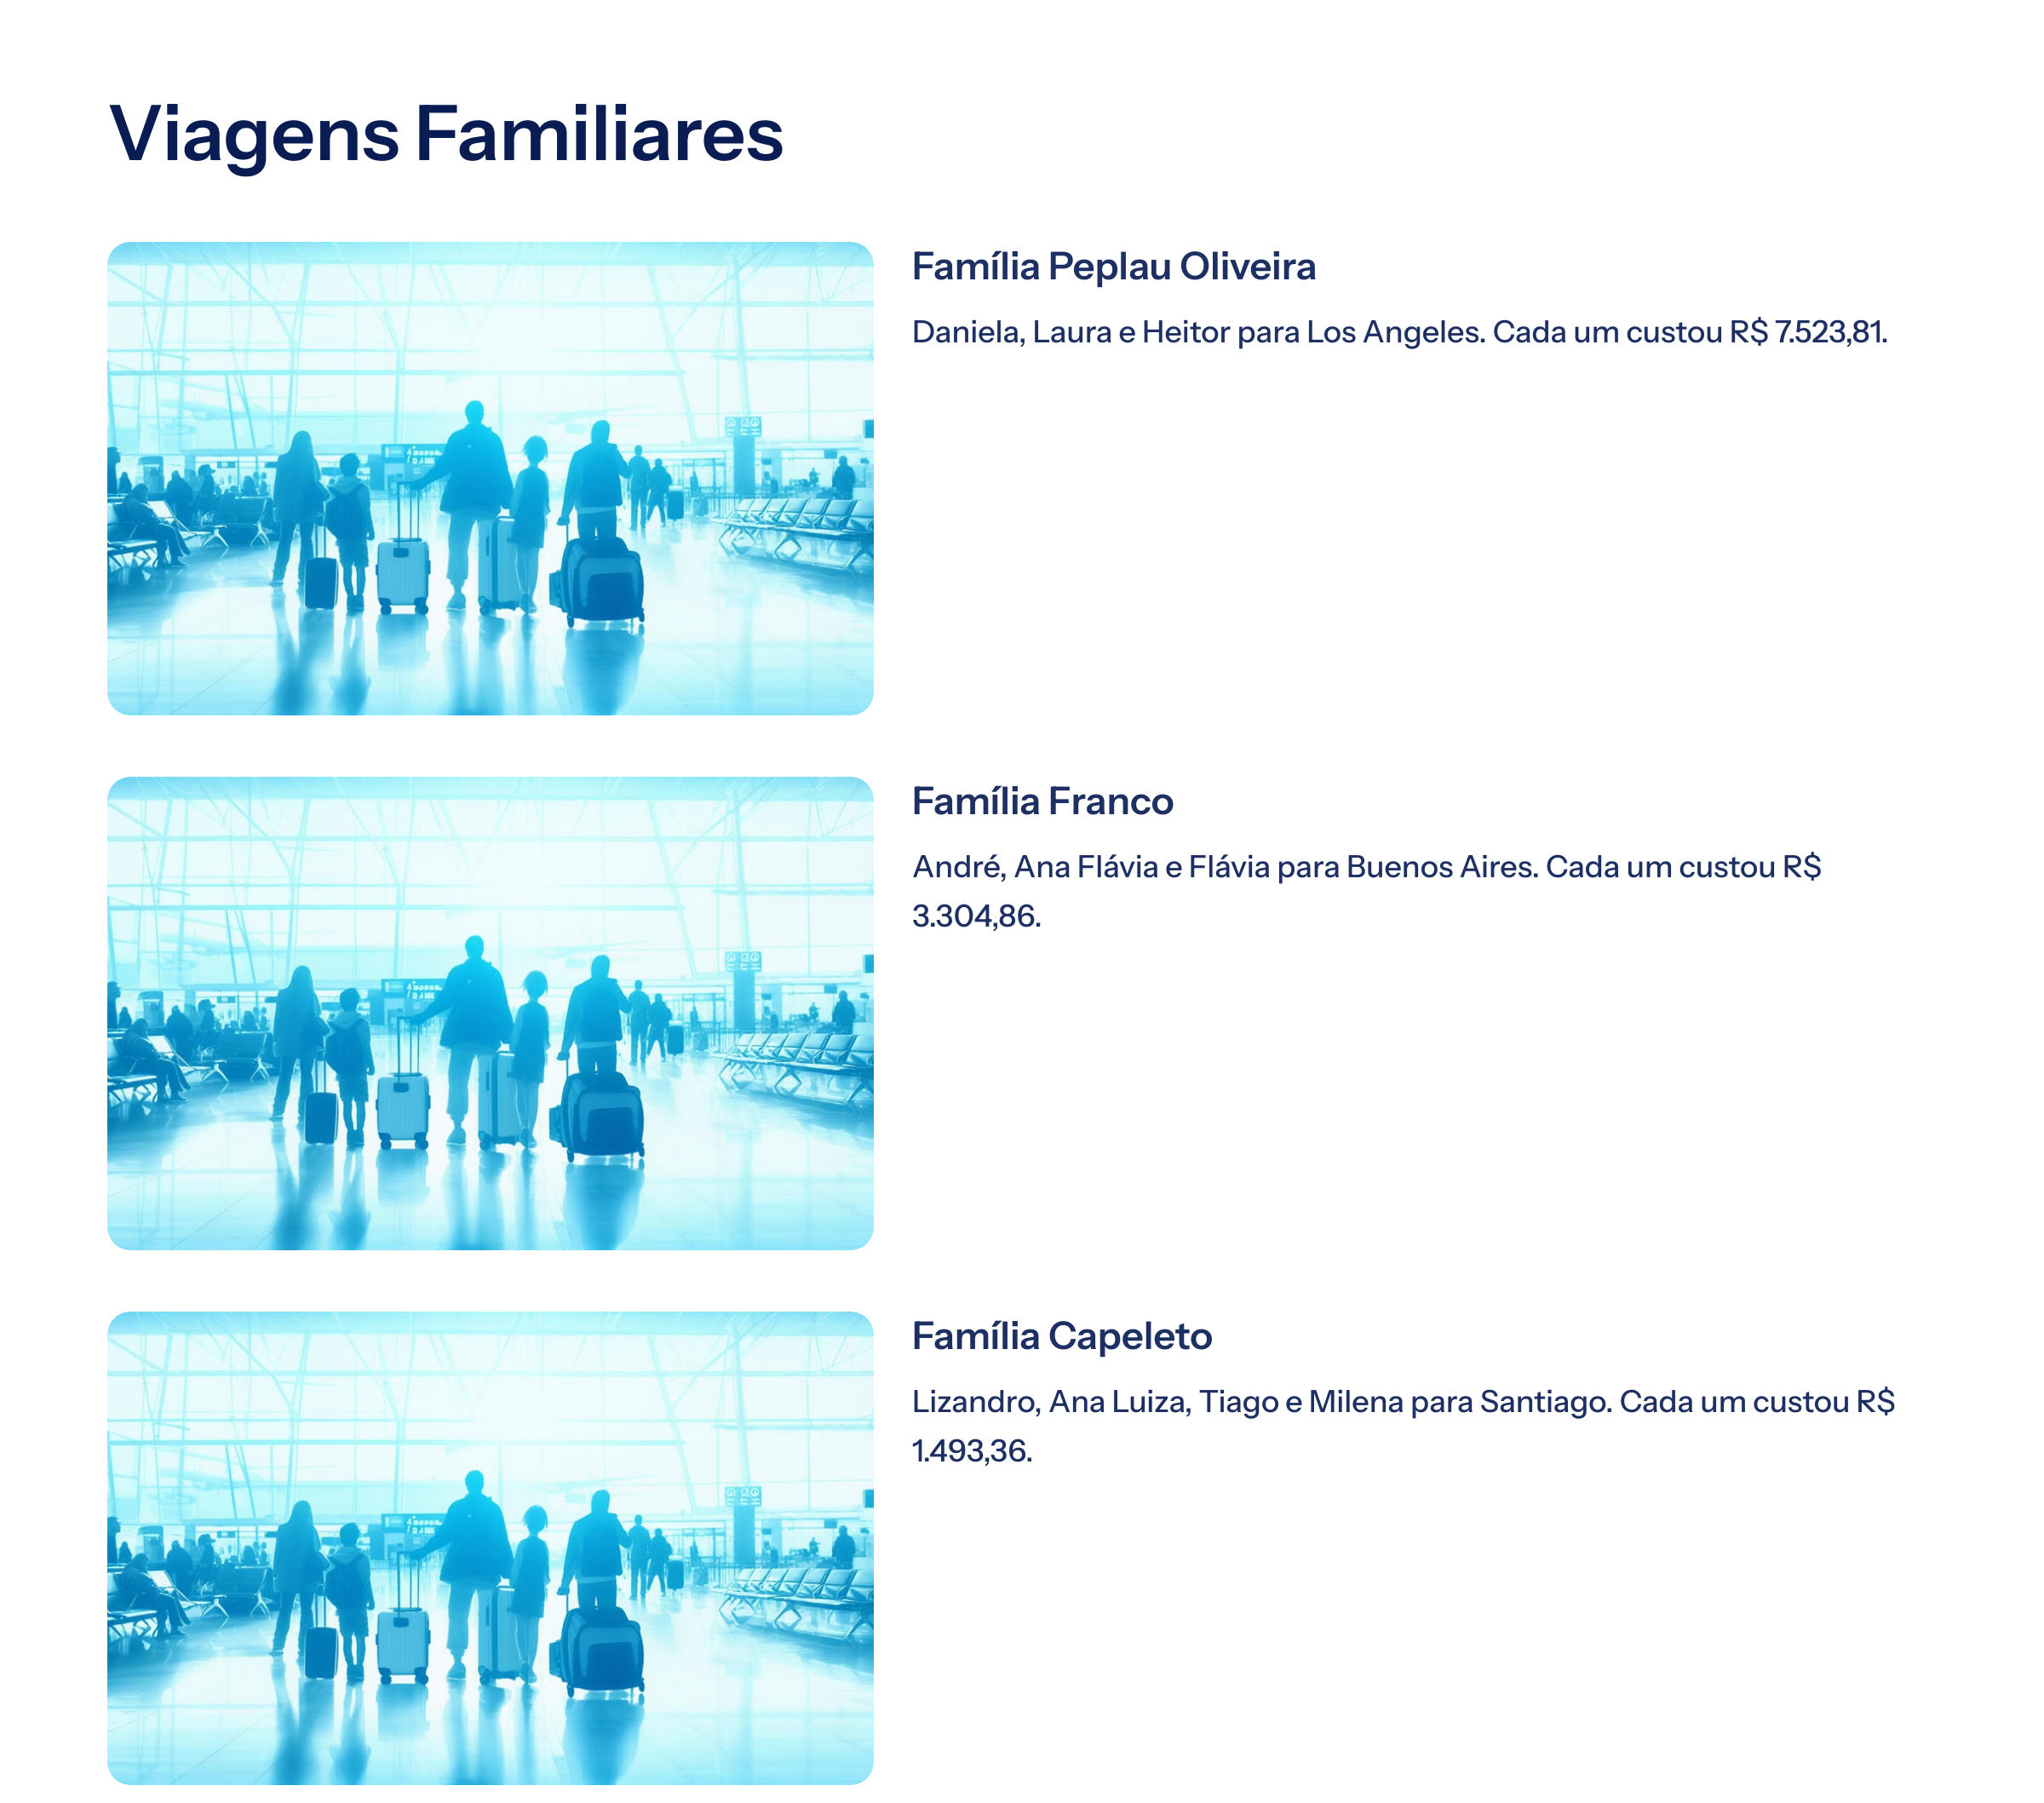 Viagens Familiares
Família Peplau Oliveira
Daniela, Laura e Heitor para Los Angeles. Cada um custou R$ 7.523,81.
Família Franco
André, Ana Flávia e Flávia para Buenos Aires. Cada um custou R$
3.304,86.
Família Capeleto
Lizandro, Ana Luiza, Tiago e Milena para Santiago. Cada um custou R$
1.493,36.